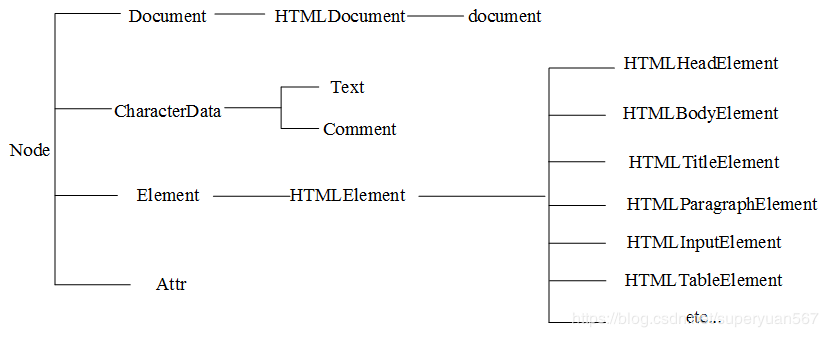 Document
HTMLDocument
document
HTMLHeadElement
Text
CharacterData
HTMLBodyElement
Comment
Node
HTMLTitleElement
Element
HTMLElement
HTMLParagraphElement
HTMLInputElement
HTMLTableElement
Attr
etc...
https://blog.csdn.net/superyuan567